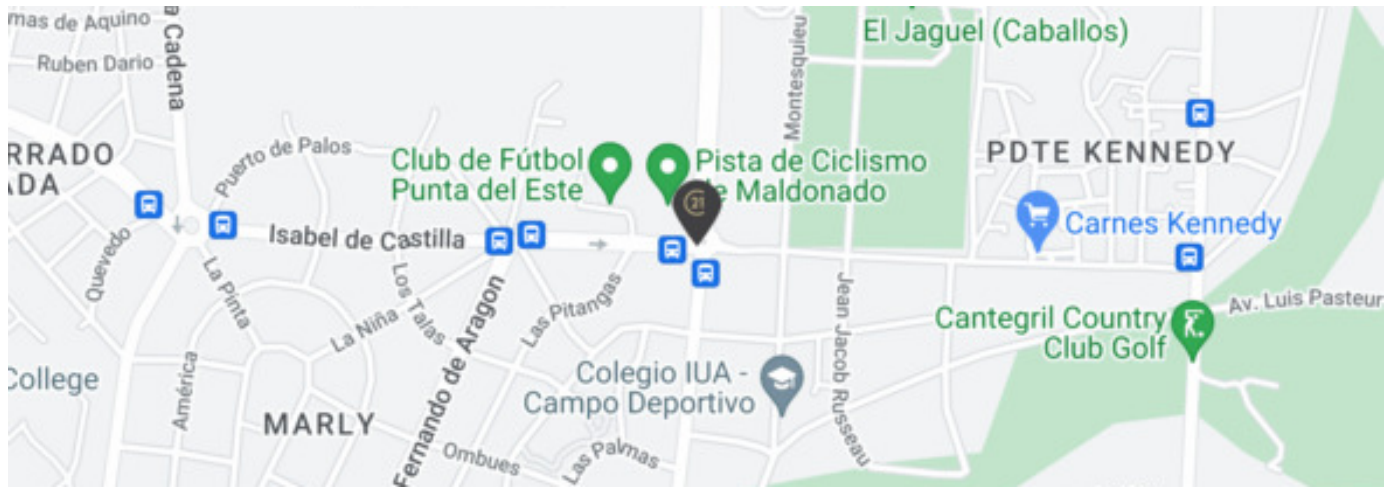 mas de Aquino
Ruben Dario
a Cadena
RRADO
ADA
Puerto de Palos
Club de Fútbol
Punta del Este
Pista de Ciclismo
de Maldonado
21
El Jaguel (Caballos)
Montesquieu
PDTE KENNEDY
Carnes Kennedy
Isabel de Castilla
Quevedo
La Pinta
Los Talas
La Niña
Las Pitangas
Fernando de Aragon
América
College
MARLY
Colegio IUA -
Campo Deportivo
Jean Jacob Russeau
Cantegril Country
Club Golf
Av. Luis Pasteur
Ombues
Las Palmas